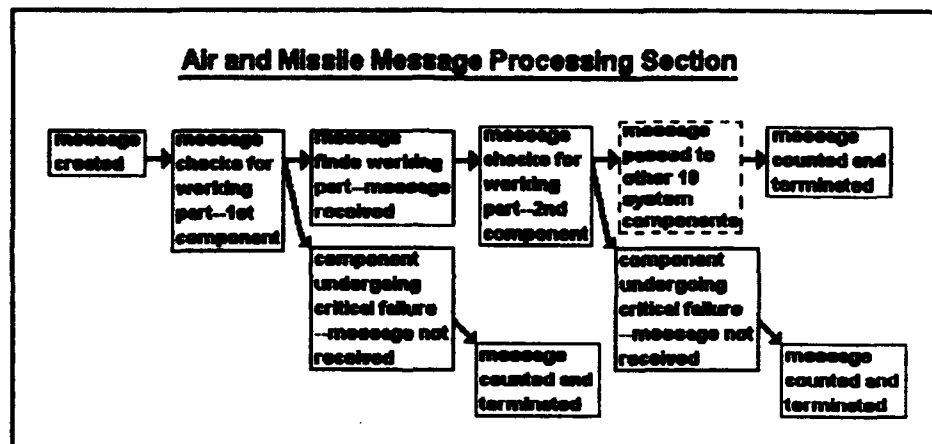 Air and Missile Message Processing Section
message
created
message
checks for
working
part--1st
component
message
finds working
part--message
received
message
checks for
working
part--2nd
component
message
passed to
other 19
system
components
message
counted and
terminated
component
undergoing
critical failure
--message not
received
message
counted and
terminated
component
undergoing
critical failure
--message not
received
message
counted and
terminated